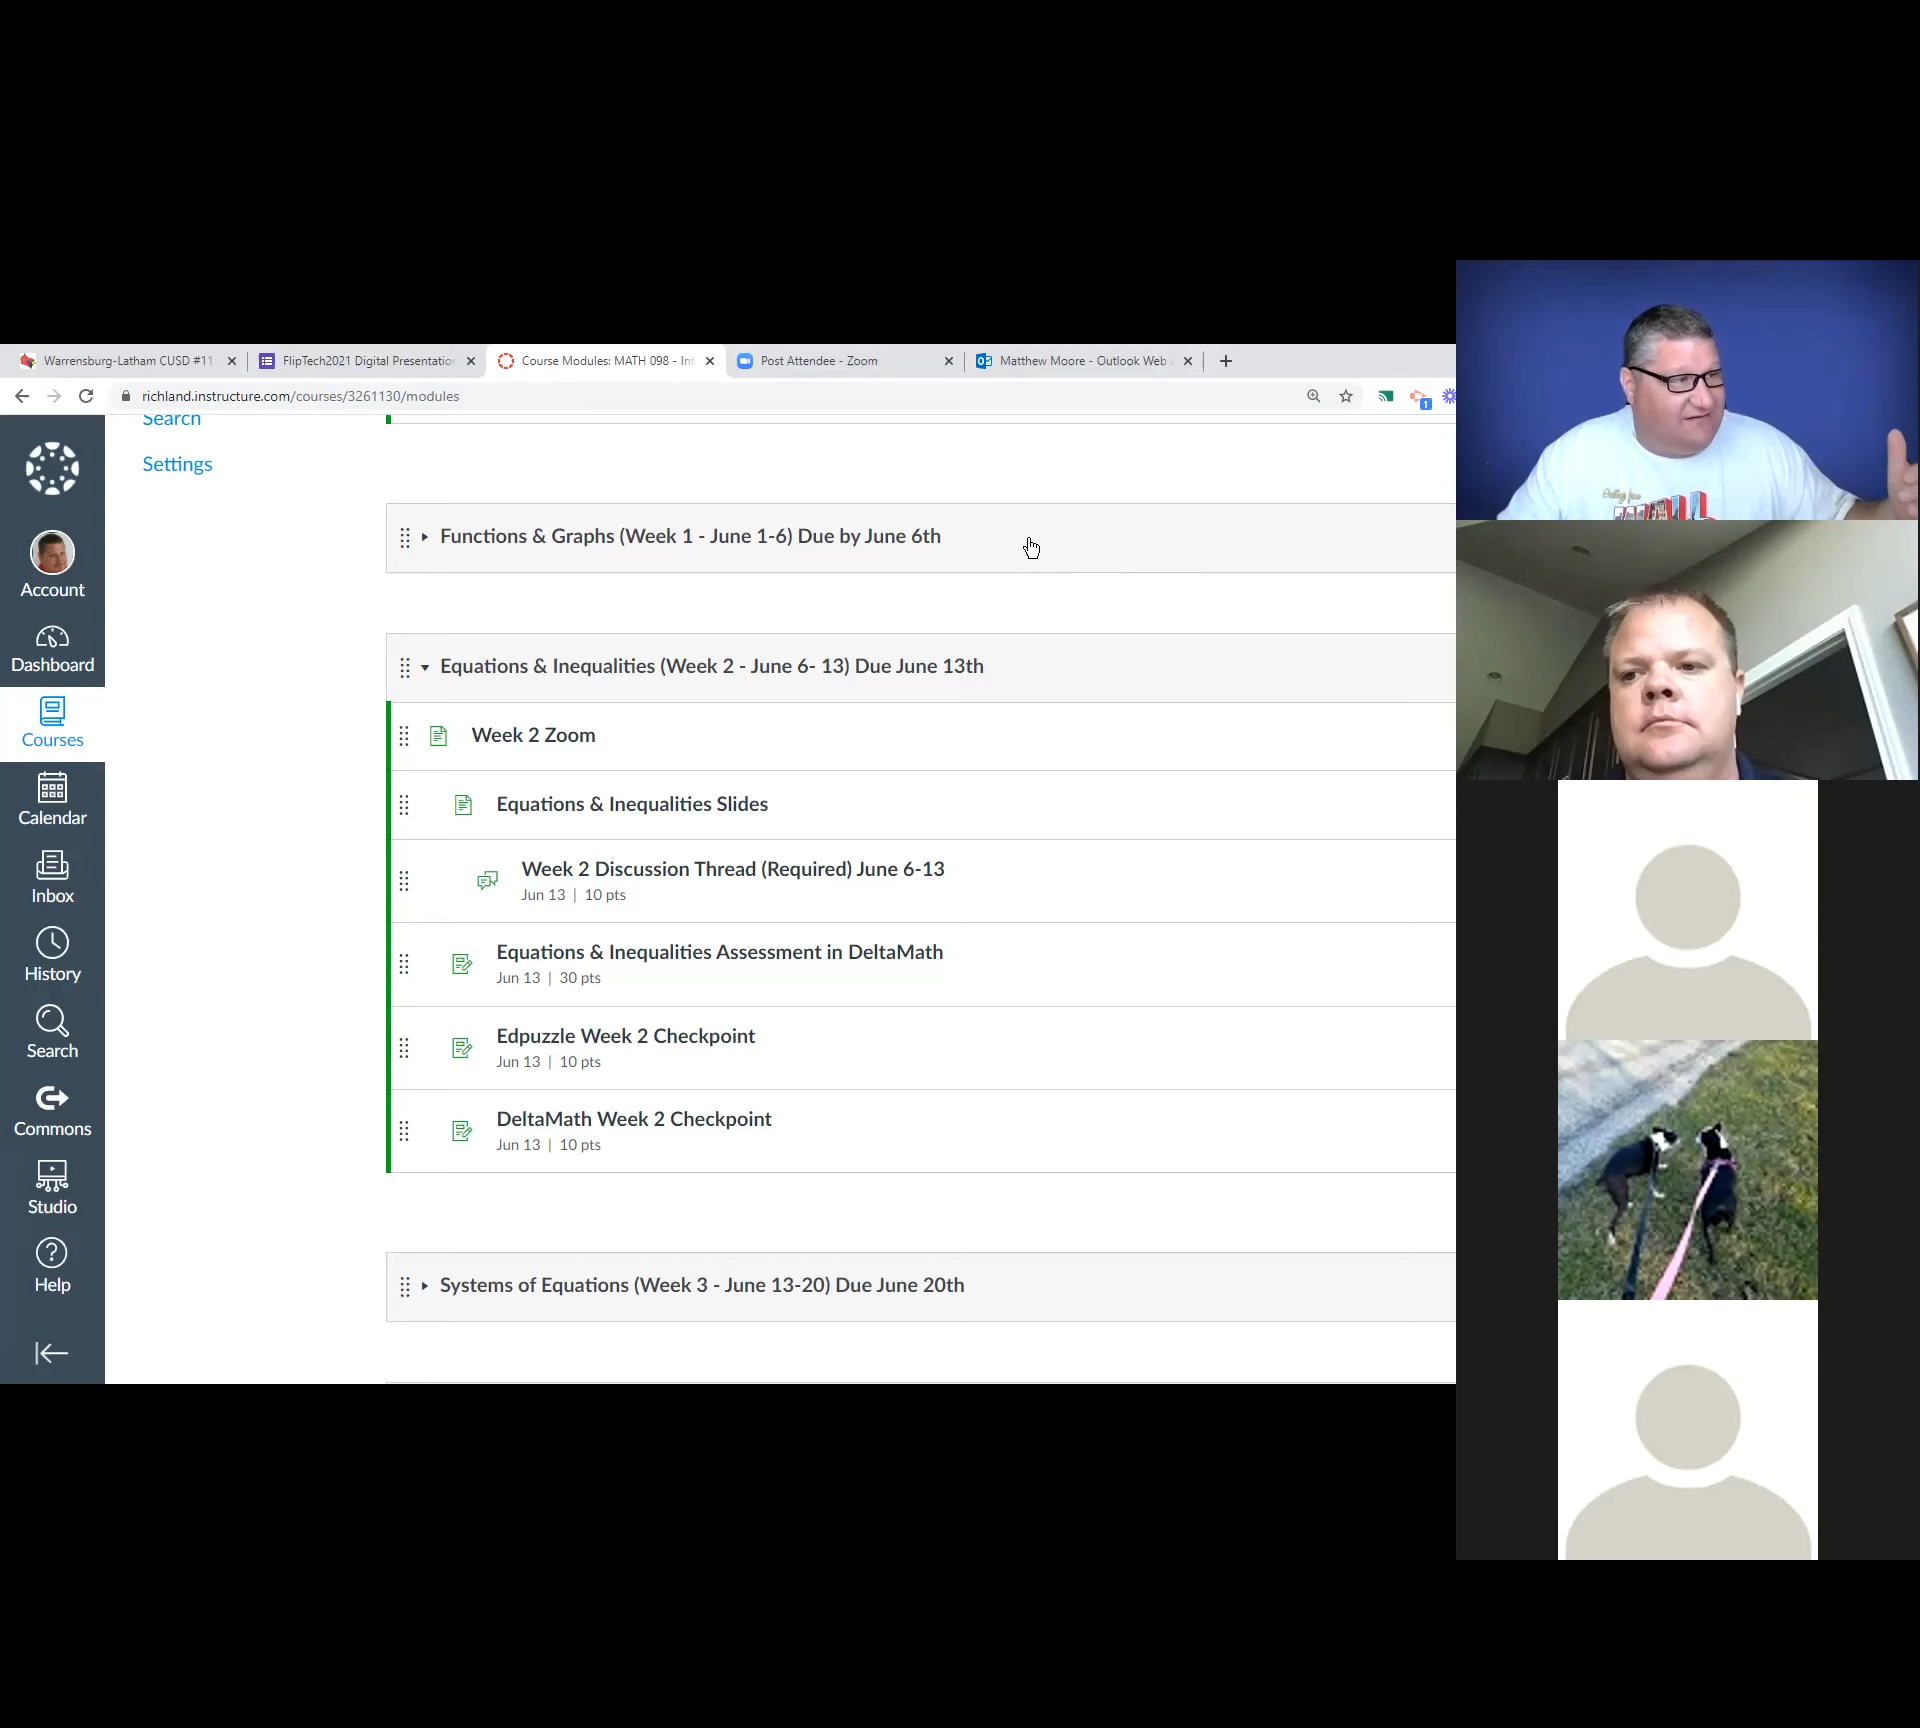 Warrensburg-Latham CUSD #11
FlipTech2021 Digital Presentation
Course Modules: MATH 098 - Int
Post Attendee - Zoom
Matthew Moore - Outlook Web
richland.instructure.com/courses/3261130/modules
1
Search
Settings
Account
Dashboard
Courses
Calendar
Inbox
History
Search
Commons
Studio
Help
Functions & Graphs (Week 1 - June 1-6) Due by June 6th
Equations & Inequalities (Week 2 - June 6- 13) Due June 13th
Week 2 Zoom
Equations & Inequalities Slides
Week 2 Discussion Thread (Required) June 6-13
Jun 13 | 10 pts
Equations & Inequalities Assessment in DeltaMath
Jun 13 | 30 pts
Edpuzzle Week 2 Checkpoint
Jun 13 | 10 pts
DeltaMath Week 2 Checkpoint
Jun 13 | 10 pts
Systems of Equations (Week 3 - June 13-20) Due June 20th